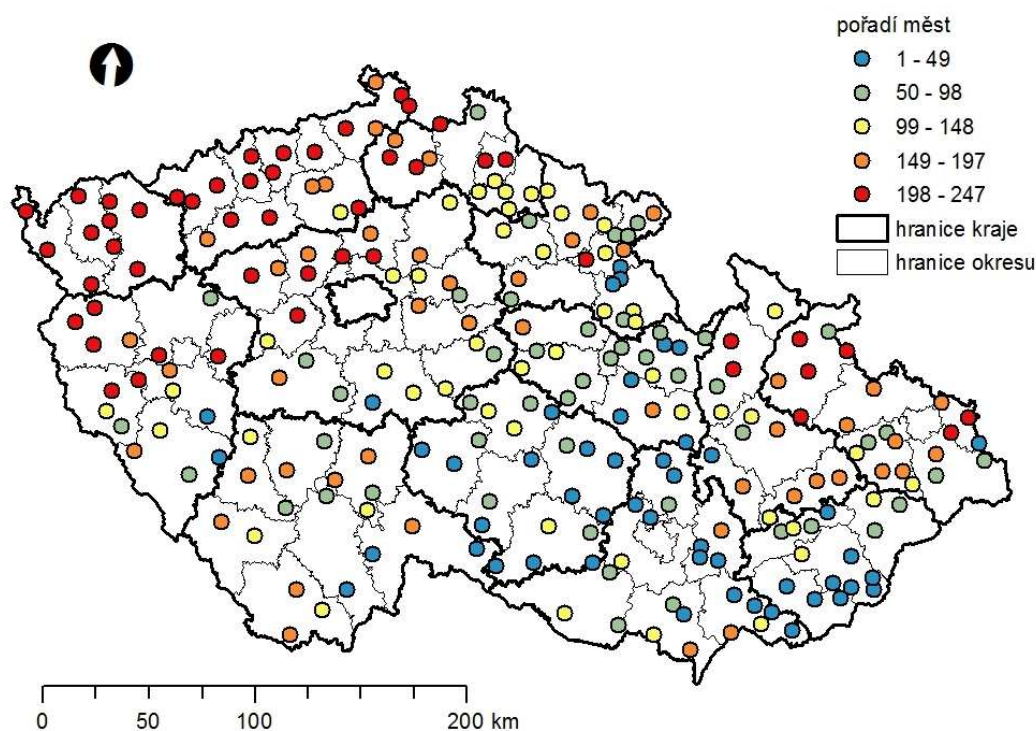 pořadí měst
1 - 49
50 - 98
99 - 148
149 - 197
198 - 247
hranice kraje
hranice okresu
0 50 100 200 km